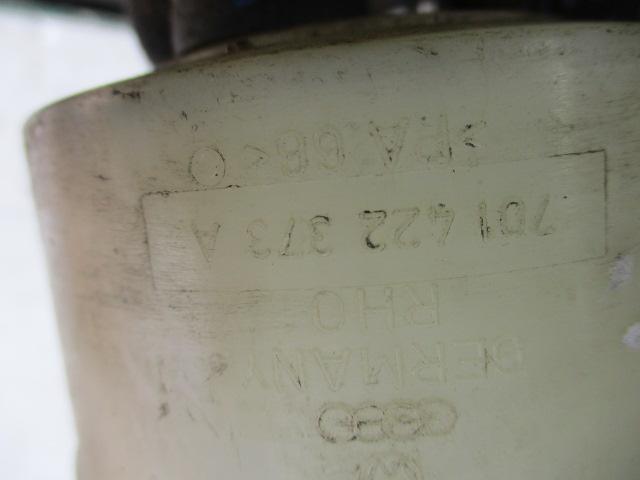 GERMANY
RHO
701 422 373 A
>PA 66<